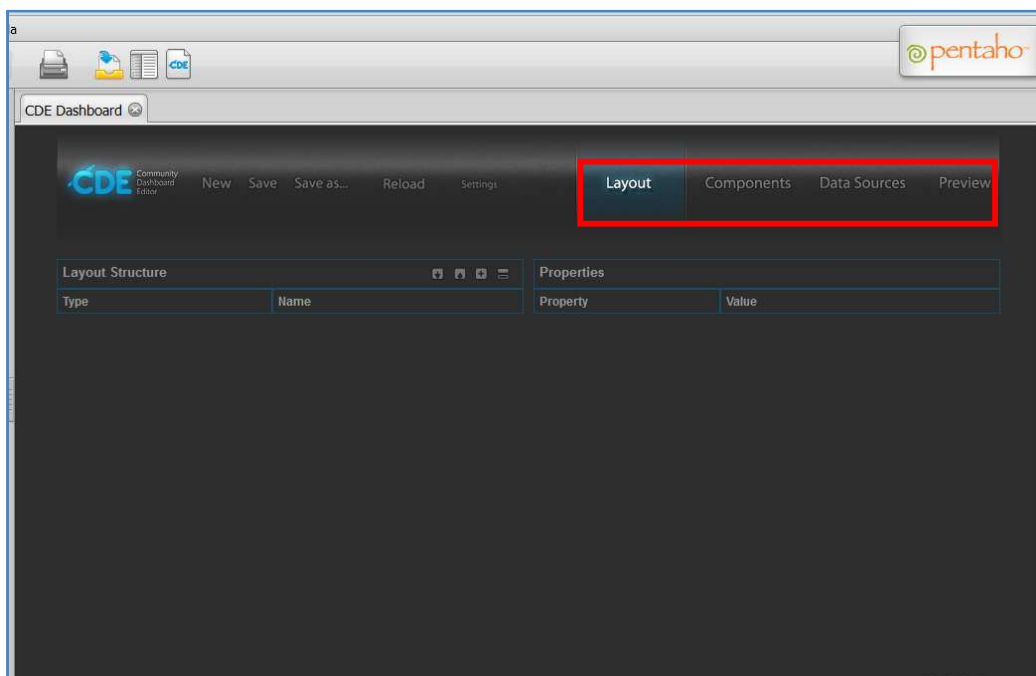 a
CDE
pentaho
CDE Dashboard
CDE Community Dashboard Editor
New Save Save as... Reload Settings
Layout Components Data Sources Preview
Layout Structure
Properties
Type Name
Property Value